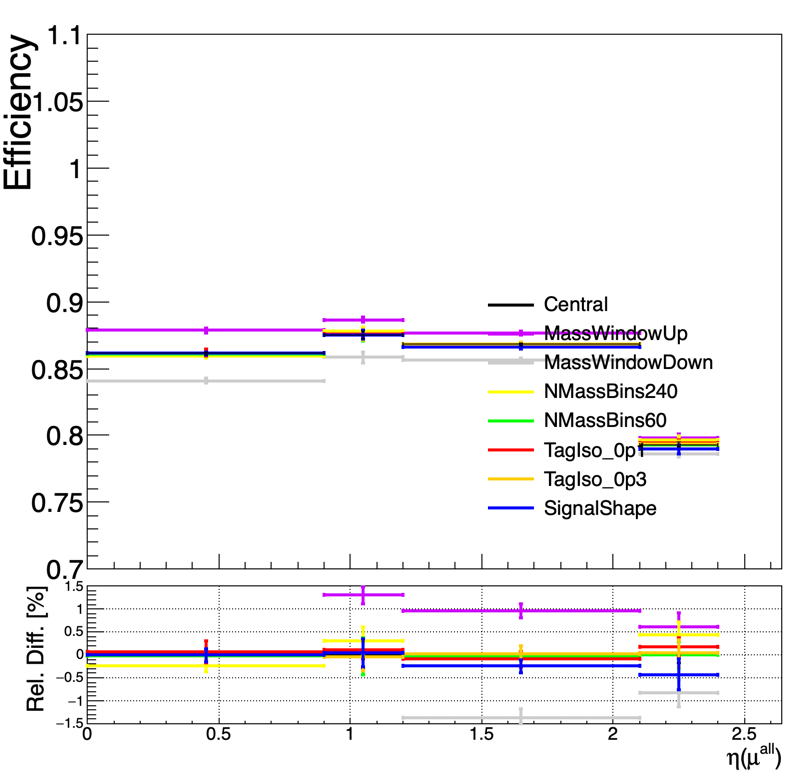 Efficiency
1.1
1.05
1
0.95
0.9
0.85
0.8
0.75
0.7
Central
MassWindowUp
MassWindowDown
NMassBins240
NMassBins60
TagIso_0p1
TagIso_0p3
SignalShape
Rel. Diff. [%]
1.5
1
0.5
0
−0.5
−1
−1.5
0 0.5 1 1.5 2 2.5
η(μ^all)